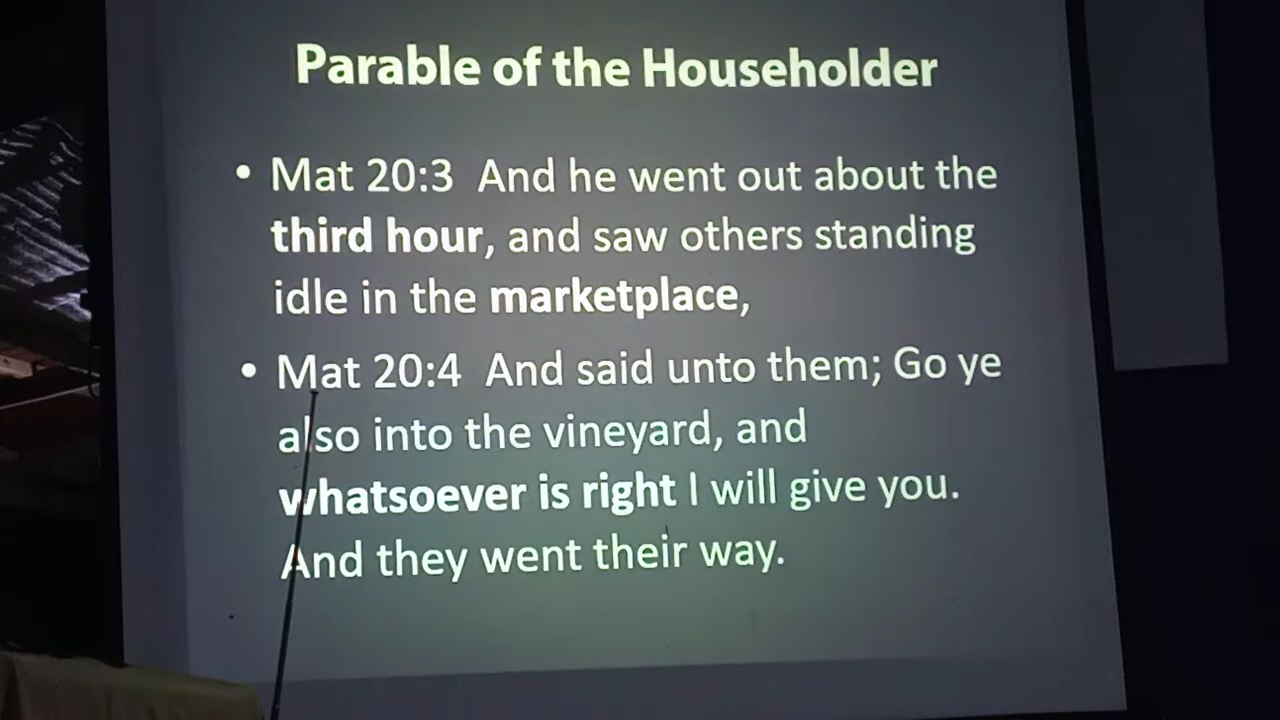 Parable of the Householder
• Mat 20:3 And he went out about the
third hour, and saw others standing
idle in the marketplace,
• Mat 20:4 And said unto them; Go ye
also into the vineyard, and
whatsoever is right I will give you.
And they went their way.